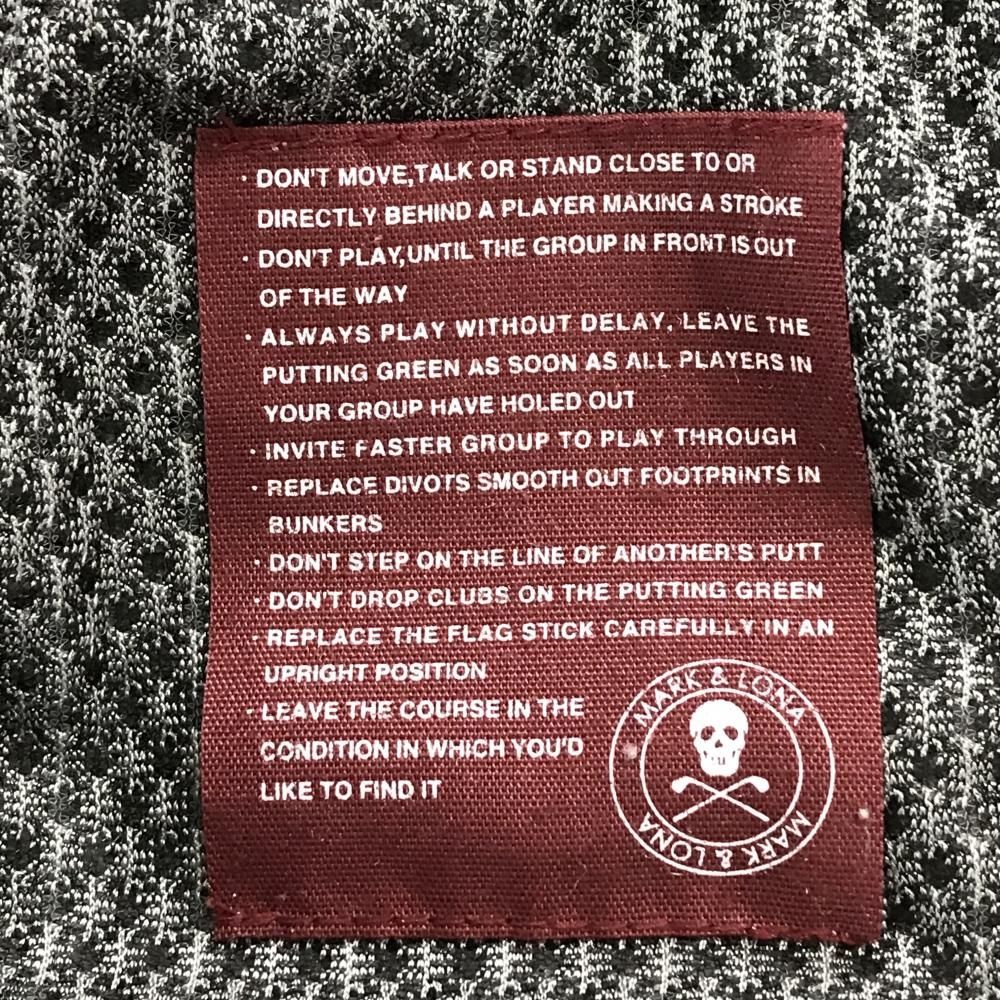 · DON'T MOVE,TALK OR STAND CLOSE TO OR
DIRECTLY BEHIND A PLAYER MAKING A STROKE
· DON'T PLAY,UNTIL THE GROUP IN FRONT IS OUT
OF THE WAY
· ALWAYS PLAY WITHOUT DELAY. LEAVE THE
PUTTING GREEN AS SOON AS ALL PLAYERS IN
YOUR GROUP HAVE HOLED OUT
· INVITE FASTER GROUP TO PLAY THROUGH
· REPLACE DIVOTS SMOOTH OUT FOOTPRINTS IN
BUNKERS
· DON'T STEP ON THE LINE OF ANOTHER'S PUTT
· DON'T DROP CLUBS ON THE PUTTING GREEN
· REPLACE THE FLAG STICK CAREFULLY IN AN
UPRIGHT POSITION
· LEAVE THE COURSE IN THE
CONDITION IN WHICH YOU'D
LIKE TO FIND IT
MARK & LONA
MARK & LONA